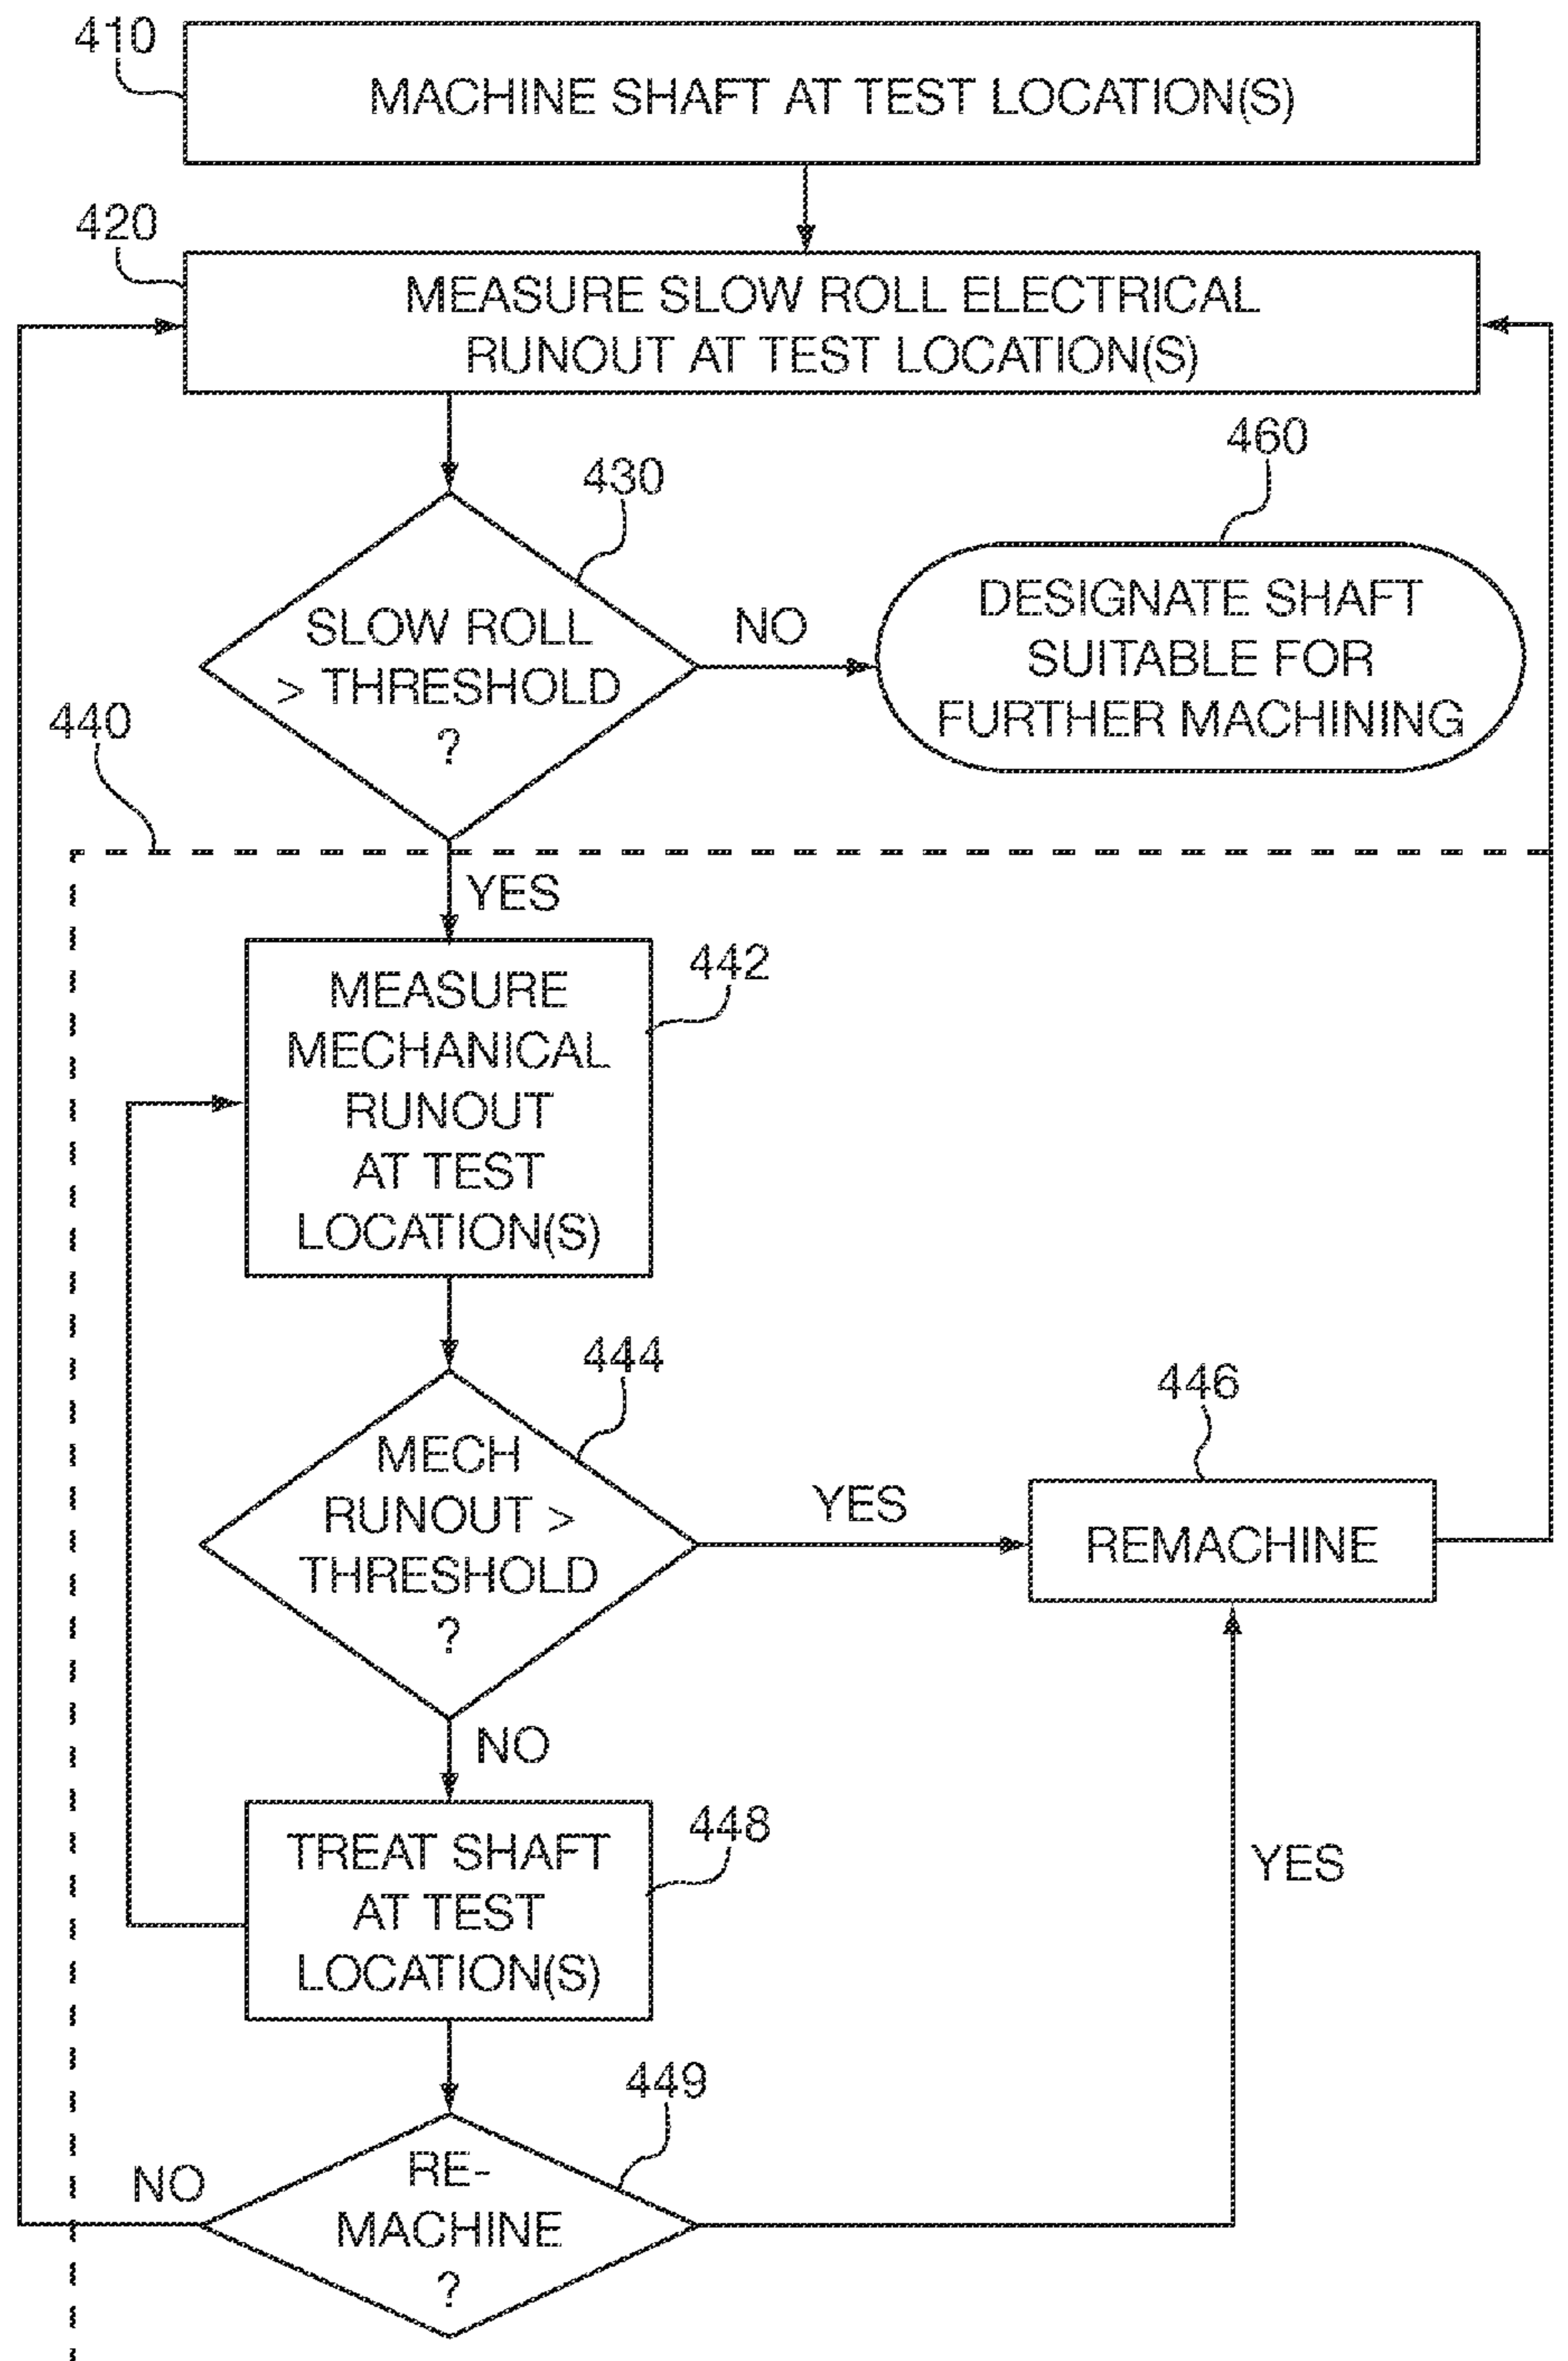 410
MACHINE SHAFT AT TEST LOCATION(S)
420
MEASURE SLOW ROLL ELECTRICAL
RUNOUT AT TEST LOCATION(S)
430
SLOW ROLL
> THRESHOLD
?
NO
460
DESIGNATE SHAFT
SUITABLE FOR
FURTHER MACHINING
440
YES
442
MEASURE
MECHANICAL
RUNOUT
AT TEST
LOCATION(S)
444
MECH
RUNOUT >
THRESHOLD
?
YES
446
REMACHINE
NO
448
TREAT SHAFT
AT TEST
LOCATION(S)
YES
449
RE-
MACHINE
?
NO